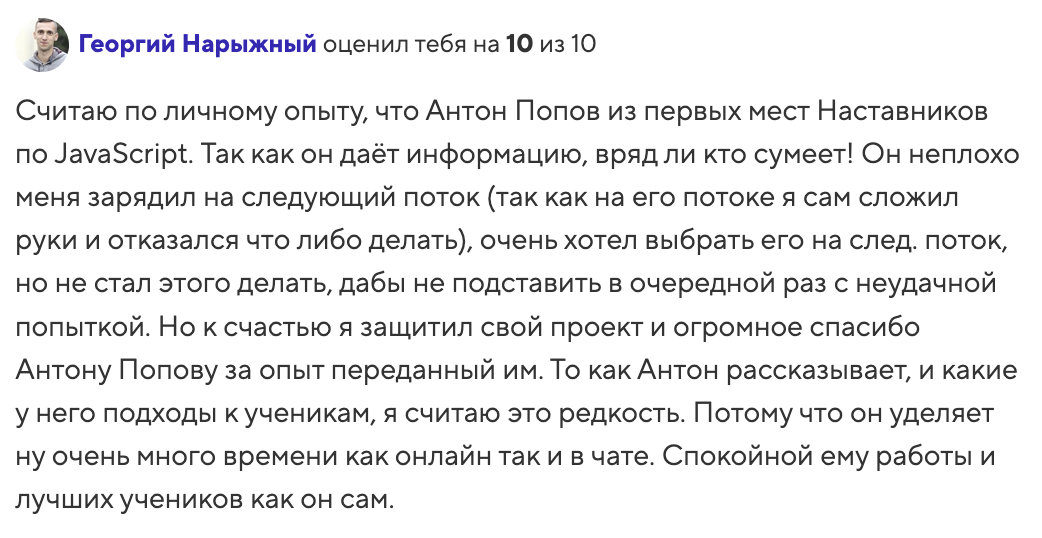 Георгий Нарыжный оценил тебя на 10 из 10
Считаю по личному опыту, что Антон Попов из первых мест Наставников
по JavaScript. Так как он даёт информацию, вряд ли кто сумеет! Он неплохо
меня зарядил на следующий поток (так как на его потоке я сам сложил
руки и отказался что либо делать), очень хотел выбрать его на след. поток,
но не стал этого делать, дабы не подставить в очередной раз с неудачной
попыткой. Но к счастью я защитил свой проект и огромное спасибо
Антону Попову за опыт переданный им. То как Антон рассказывает, и какие
у него подходы к ученикам, я считаю это редкость. Потому что он уделяет
ну очень много времени как онлайн так и в чате. Спокойной ему работы и
лучших учеников как он сам.